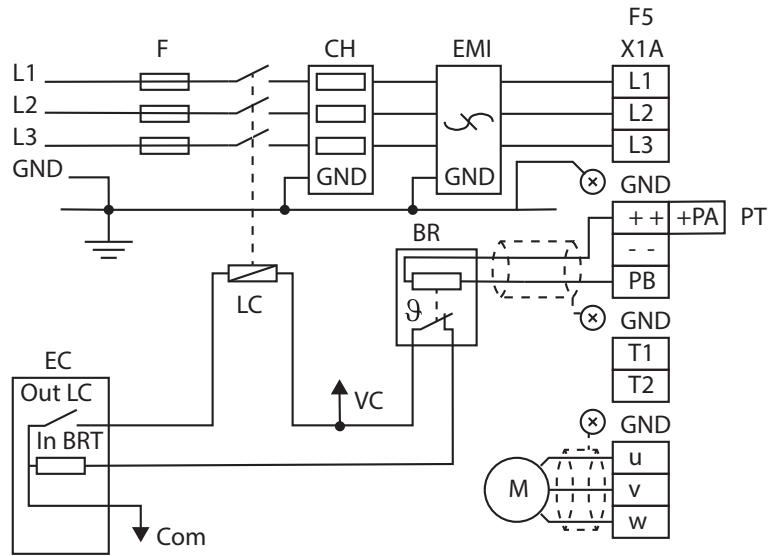 F5
F CH EMI X1A
L1 L1
L2 L2
L3 L3
GND GND GND GND
BR + + +PA PT
- -
LC PB
ϑ GND
EC T1
Out LC VC T2
GND
In BRT u
M v
w
Com